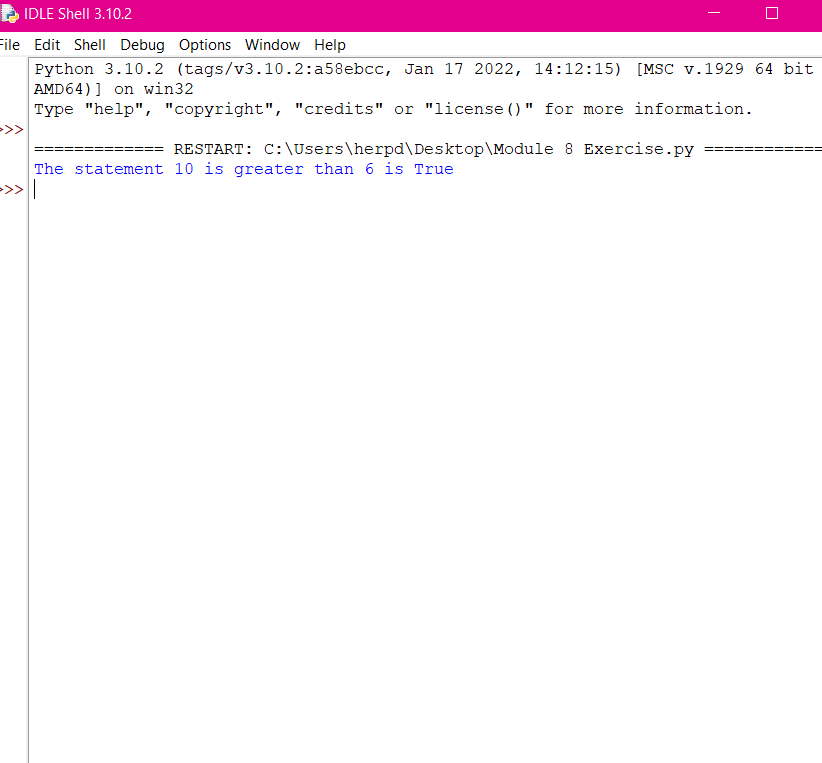 IDLE Shell 3.10.2
File Edit Shell Debug Options Window Help
Python 3.10.2 (tags/v3.10.2:a58ebcc, Jan 17 2022, 14:12:15) [MSC v.1929 64 bit
AMD64)] on win32
Type "help", "copyright", "credits" or "license()" for more information.
>>>
============= RESTART: C:\Users\herpd\Desktop\Module 8 Exercise.py ============
The statement 10 is greater than 6 is True
>>>